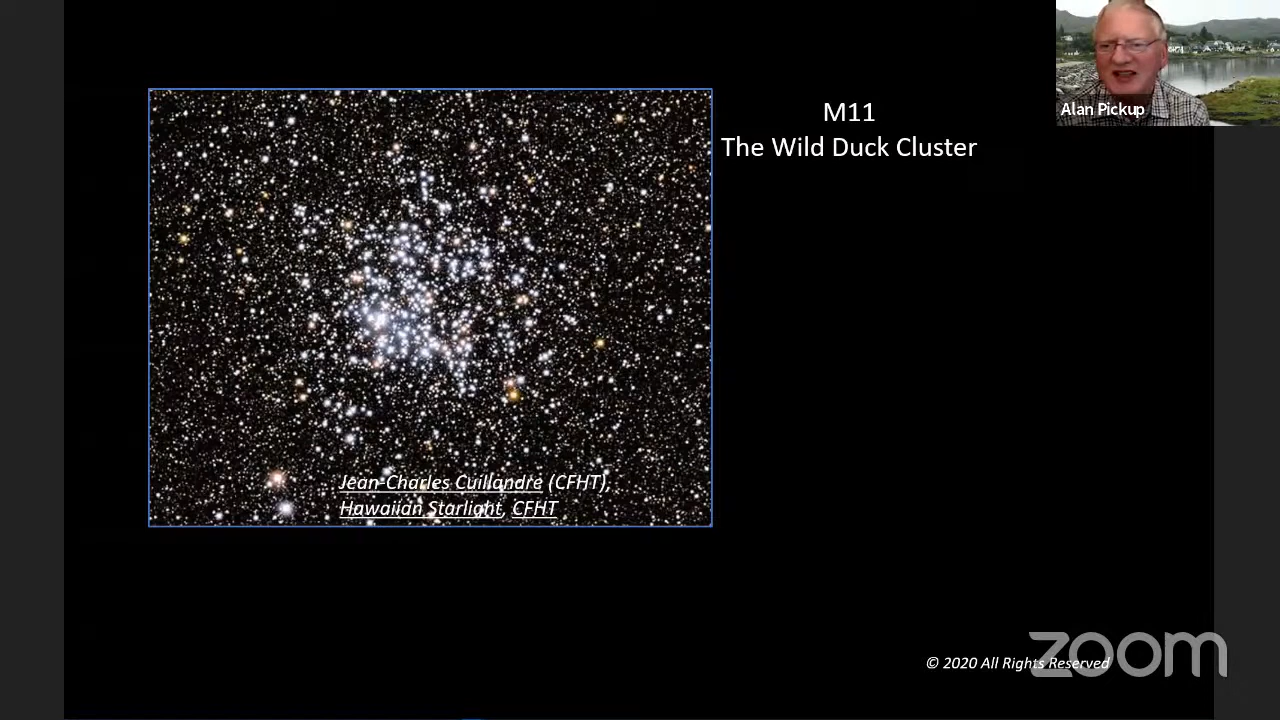 M11
The Wild Duck Cluster
Alan Pickup
Jean-Charles Cuillandre (CFHT),
Hawaiian Starlight, CFHT
© 2020 All Rights Reserved
zoom